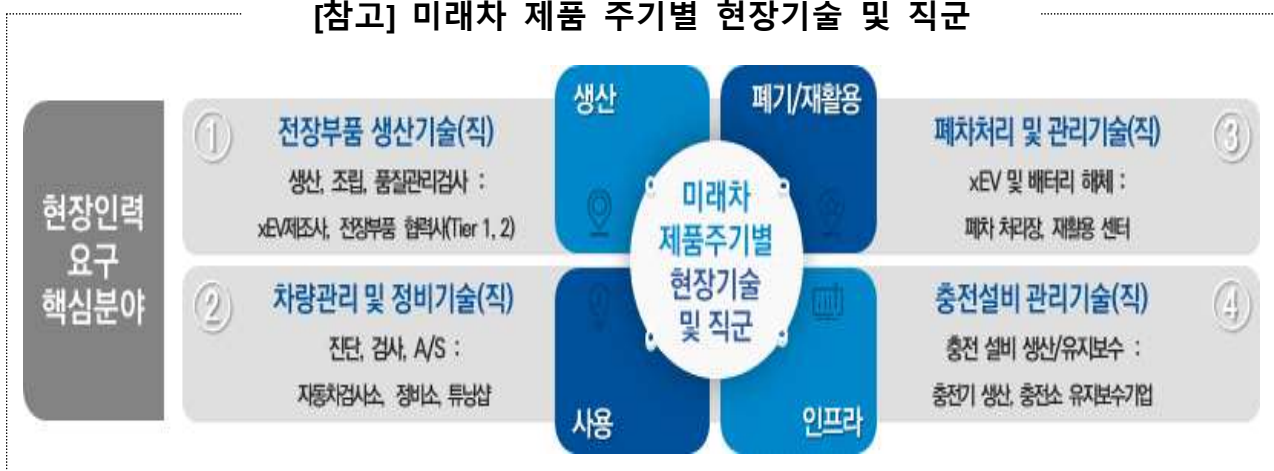 [참고] 미래차 제품 주기별 현장기술 및 직군
현장인력
요구
핵심분야
① 전장부품 생산기술(직)
생산, 조립, 품질관리검사 :
xEV제조사, 전장부품 협력사(Tier 1, 2)
② 차량관리 및 정비기술(직)
진단, 검사, A/S :
자동차검사소, 정비소, 튜닝샵
생산
폐기/재활용
미래차
제품주기별
현장기술
및 직군
사용
인프라
폐차처리 및 관리기술(직) ③
xEV 및 배터리 해체 :
폐차 처리장, 재활용 센터
충전설비 관리기술(직) ④
충전 설비 생산/유지보수 :
충전기 생산, 충전소 유지보수기업